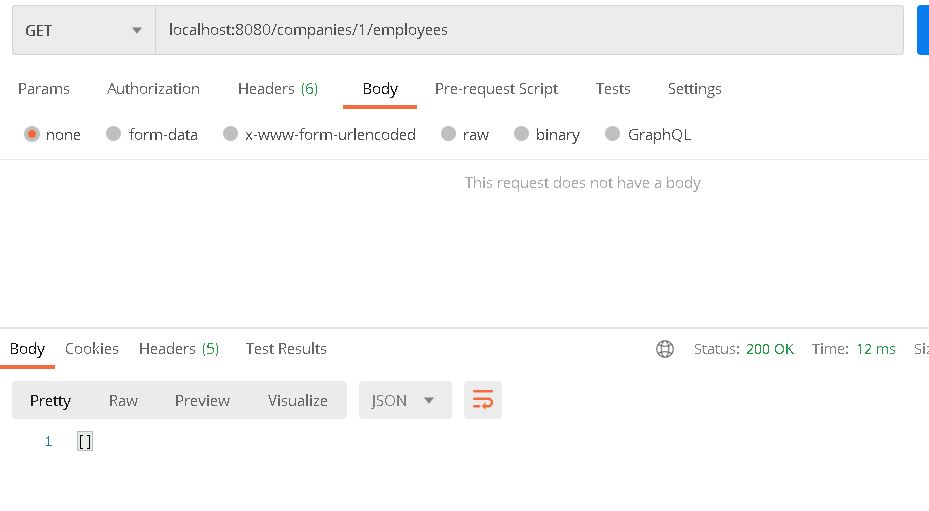 GET localhost:8080/companies/1/employees
Params Authorization Headers (6) Body Pre-request Script Tests Settings
none form-data x-www-form-urlencoded raw binary GraphQL
This request does not have a body
Body Cookies Headers (5) Test Results Status: 200 OK Time: 12 ms Siz
Pretty Raw Preview Visualize JSON
1 []